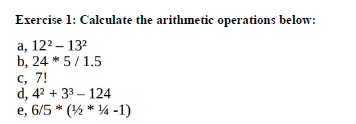 Exercise 1: Calculate the arithmetic operations below:
a, 12² – 13²
b, 24 * 5 / 1.5
c, 7!
d, 4² + 3³ – 124
e, 6/5 * (½ * ¼ -1)